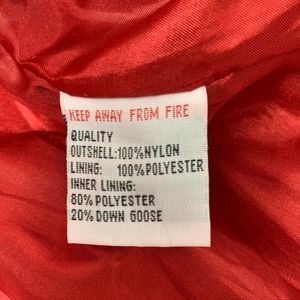 KEEP AWAY FROM FIRE
QUALITY
OUTSHELL:100%NYLON
LINING: 100%POLYESTER
INNER LINING:
80%POLYESTER
20%DOWN GOOSE